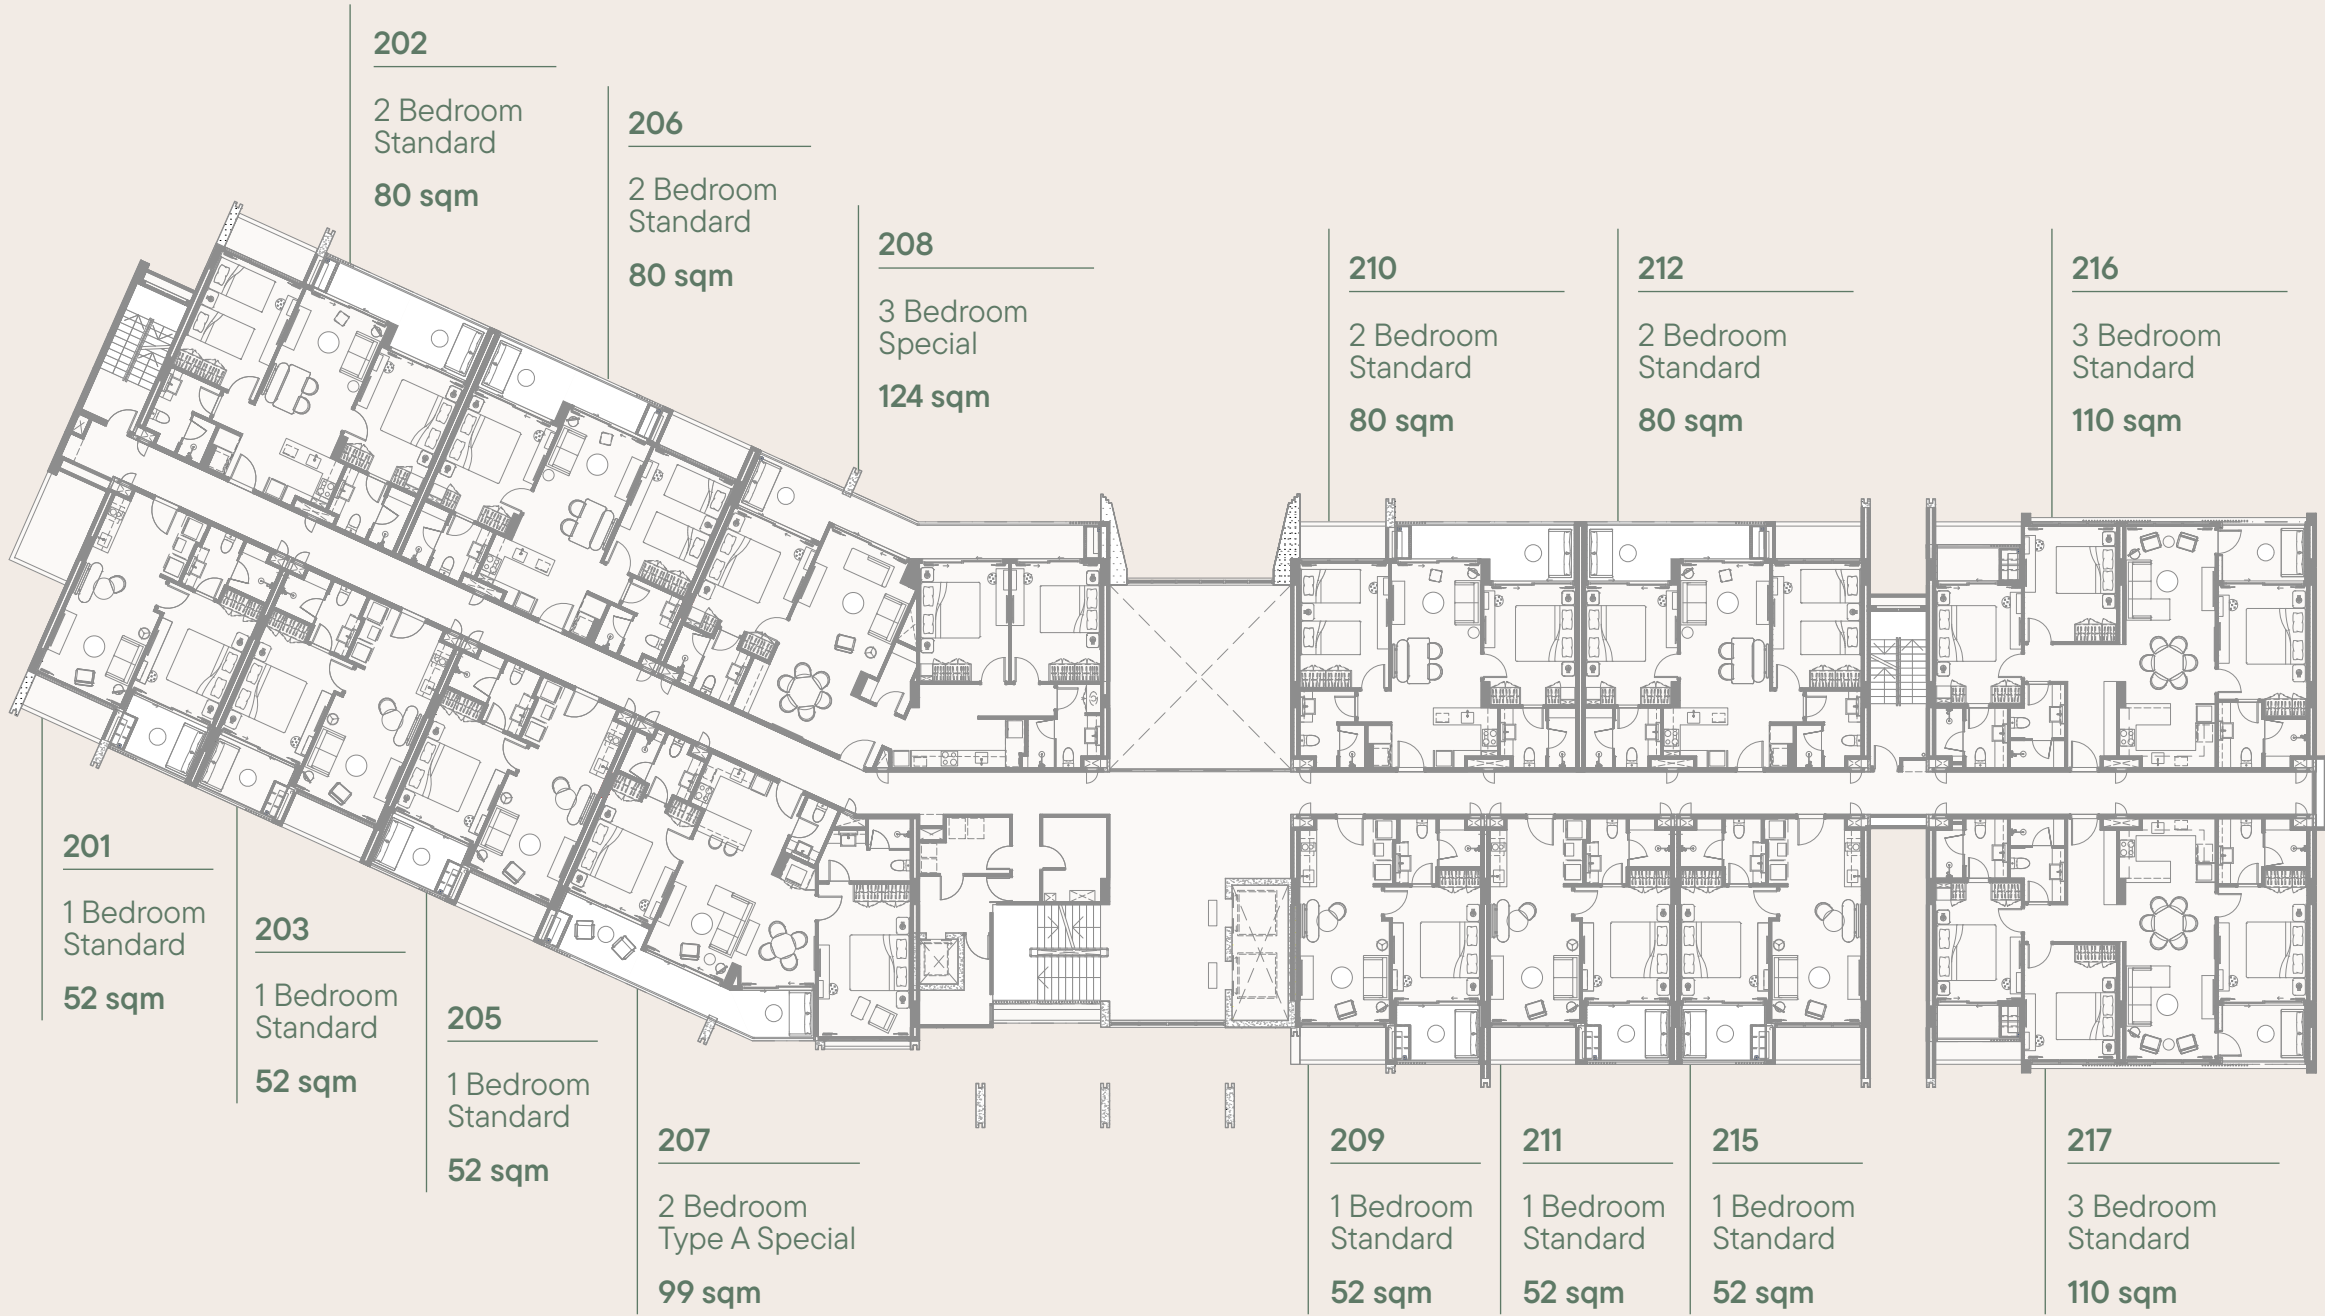 202
2 Bedroom
Standard
80 sqm
206
2 Bedroom
Standard
80 sqm
208
3 Bedroom
Special
124 sqm
210
2 Bedroom
Standard
80 sqm
212
2 Bedroom
Standard
80 sqm
216
3 Bedroom
Standard
110 sqm
201
1 Bedroom
Standard
52 sqm
203
1 Bedroom
Standard
52 sqm
205
1 Bedroom
Standard
52 sqm
207
2 Bedroom
Type A Special
99 sqm
209
1 Bedroom
Standard
52 sqm
211
1 Bedroom
Standard
52 sqm
215
1 Bedroom
Standard
52 sqm
217
3 Bedroom
Standard
110 sqm